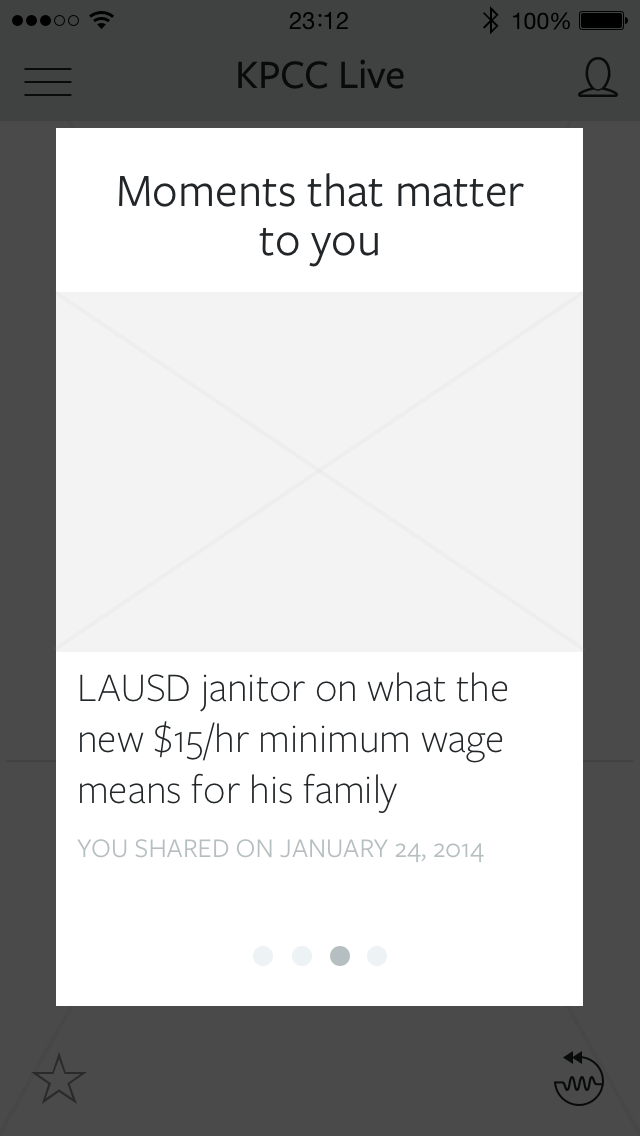 23:12
100%
KPCC Live
Moments that matter
to you
LAUSD janitor on what the
new $15/hr minimum wage
means for his family
YOU SHARED ON JANUARY 24, 2014